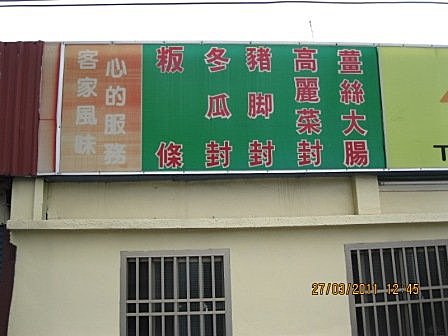 薑絲大腸
高麗菜封
豬腳封
冬瓜封
粄條
心的服務
客家風味
T
27/03/2011 12:45